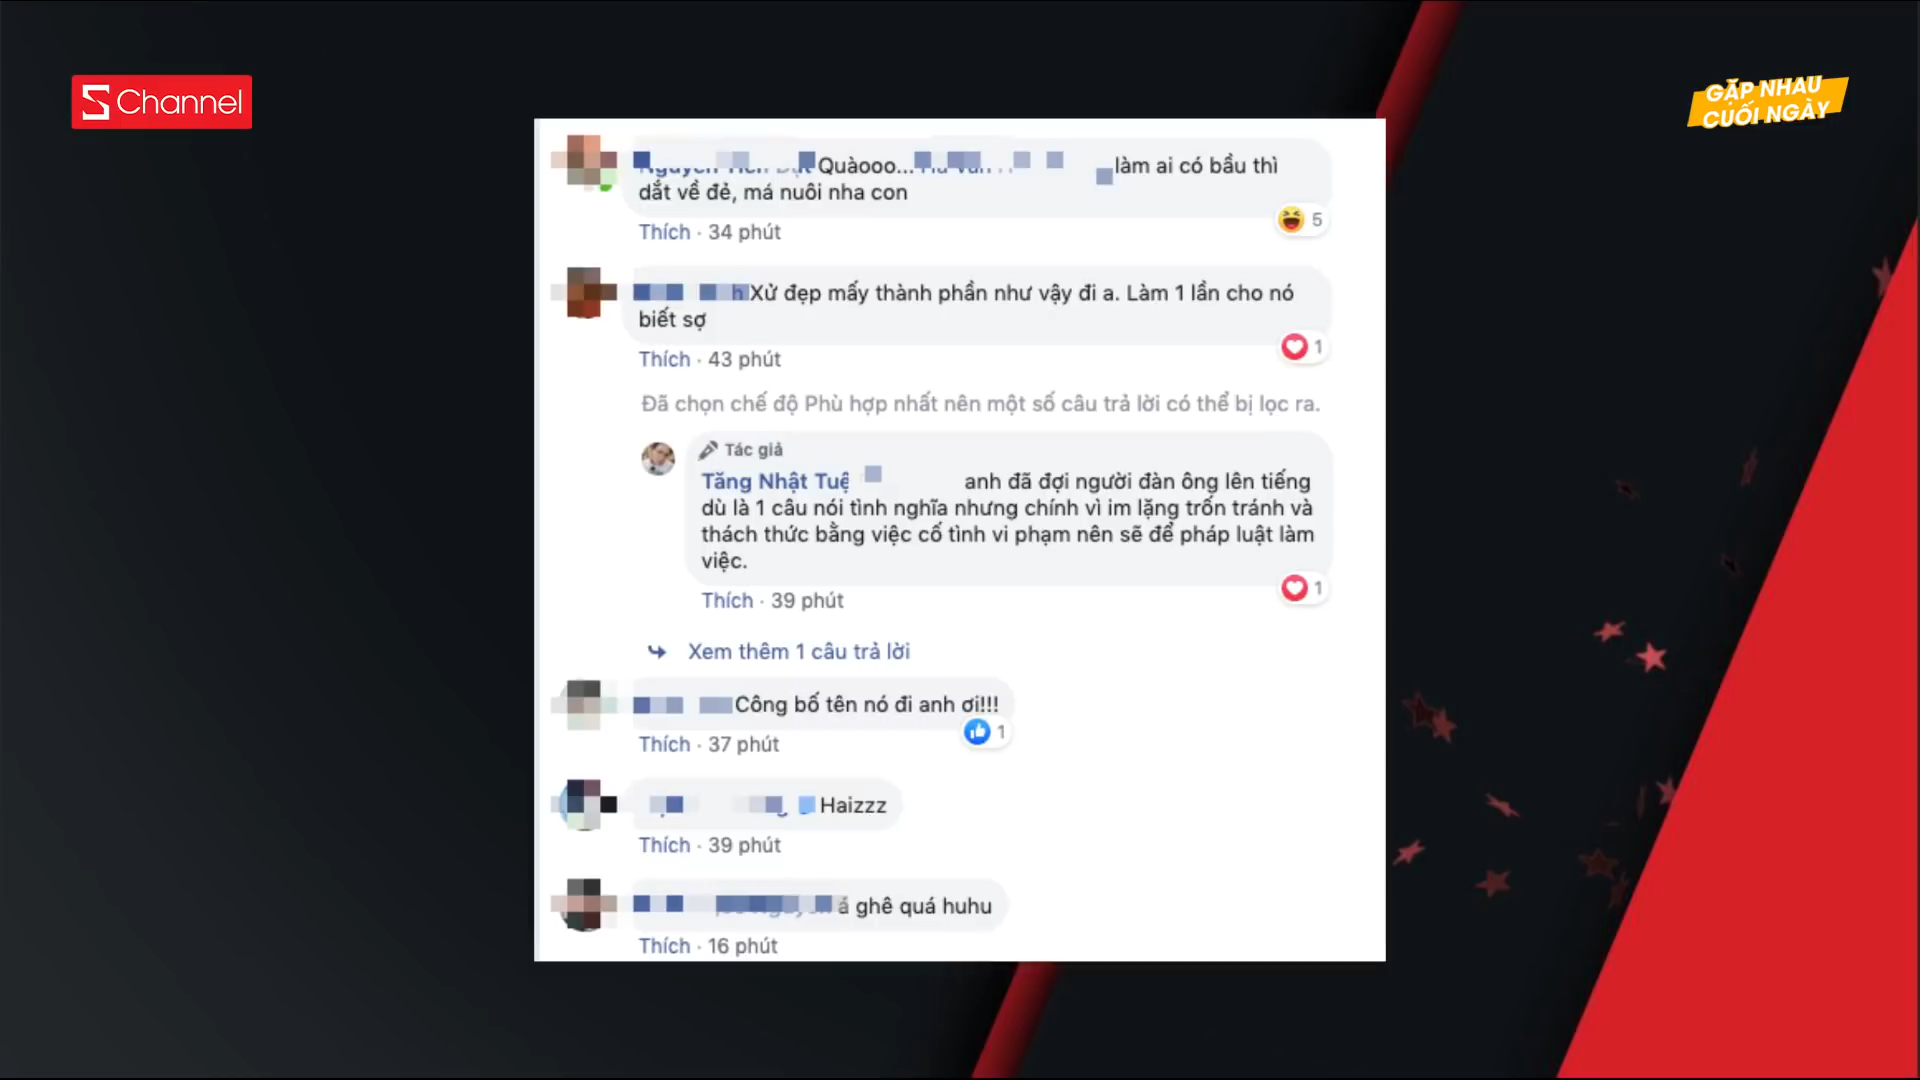 S Channel
GẶP NHAU
CUỐI NGÀY
Quàooo... làm ai có bầu thì
dắt về đẻ, má nuôi nha con
5
Thích · 34 phút
Xử đẹp mấy thành phần như vậy đi a. Làm 1 lần cho nó
biết sợ
1
Thích · 43 phút
Đã chọn chế độ Phù hợp nhất nên một số câu trả lời có thể bị lọc ra.
Tác giả
Tăng Nhật Tuệ anh đã đợi người đàn ông lên tiếng
dù là 1 câu nói tình nghĩa nhưng chính vì im lặng trốn tránh và
thách thức bằng việc cố tình vi phạm nên sẽ để pháp luật làm
việc.
1
Thích · 39 phút
Xem thêm 1 câu trả lời
Công bố tên nó đi anh ơi!!!
1
Thích · 37 phút
Haizzz
Thích · 39 phút
á ghê quá huhu
Thích · 16 phút